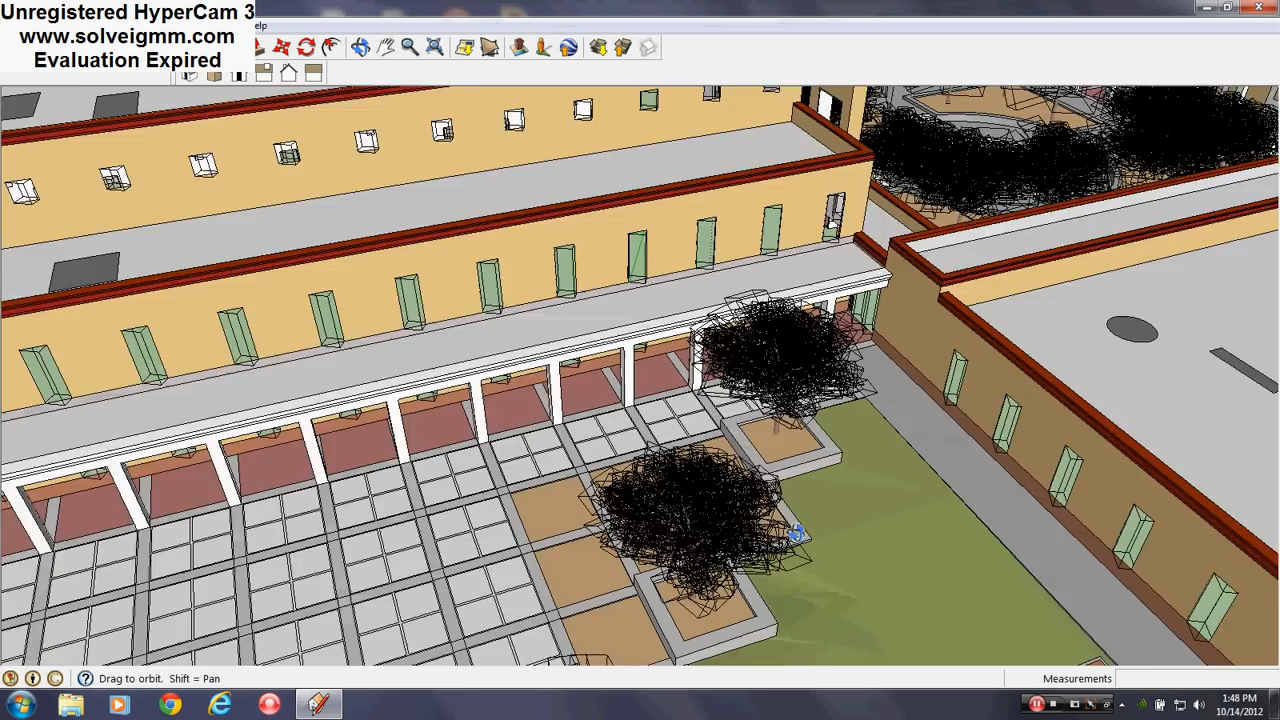 Unregistered HyperCam 3
www.solveigmm.com
Evaluation Expired
elp
Drag to orbit. Shift = Pan
Measurements
1:48 PM
10/14/2012